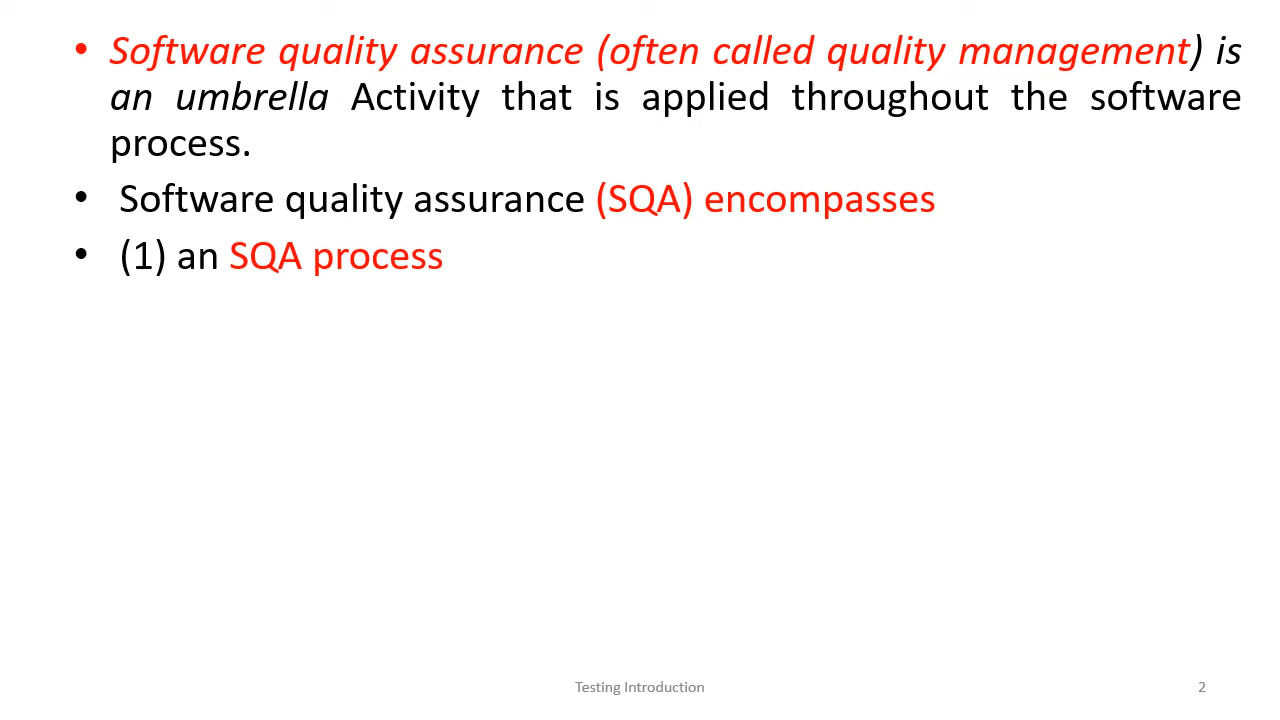 • Software quality assurance (often called quality management) is
an umbrella Activity that is applied throughout the software
process.
• Software quality assurance (SQA) encompasses
• (1) an SQA process
Testing Introduction
2